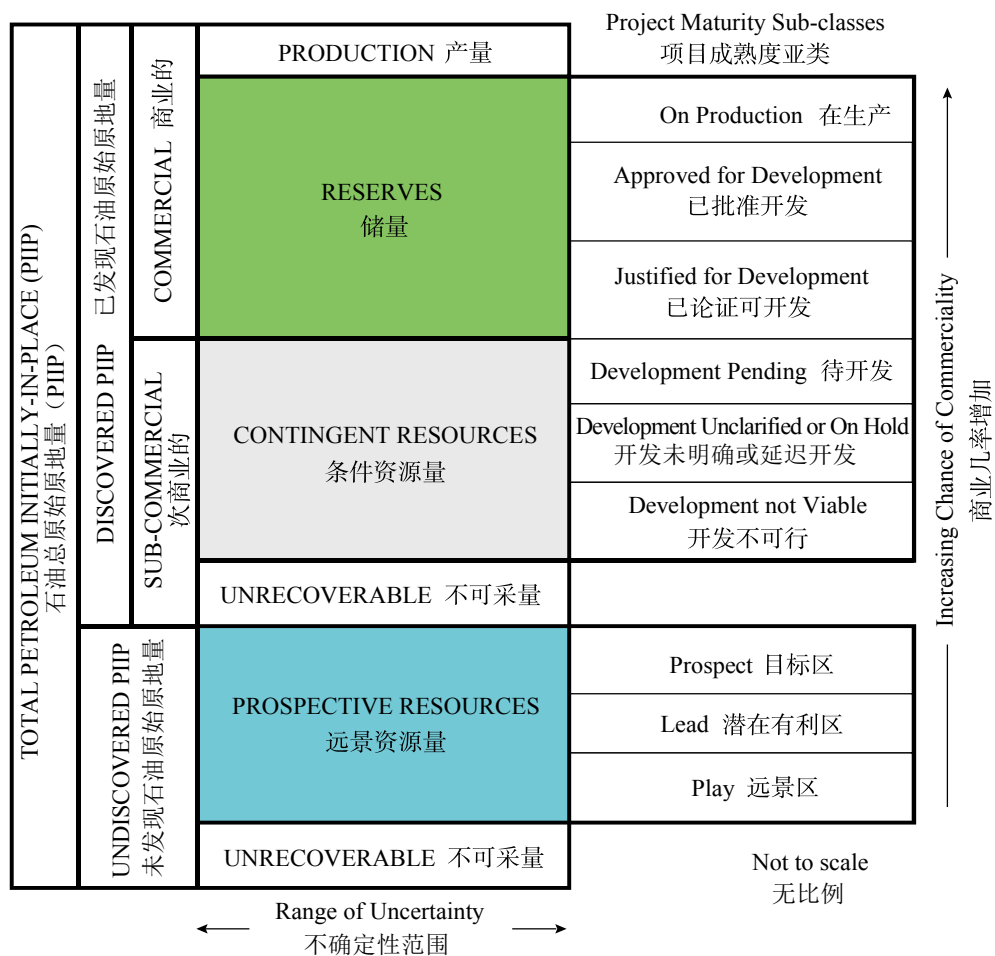 TOTAL PETROLEUM INITIALLY-IN-PLACE (PIIP)
石油总原始原地量（PIIP）
DISCOVERED PIIP 已发现石油原始原地量
COMMERCIAL 商业的
SUB-COMMERCIAL
次商业的
UNDISCOVERED PIIP
未发现石油原始原地量
PRODUCTION 产量
RESERVES
储量
CONTINGENT RESOURCES
条件资源量
UNRECOVERABLE 不可采量
PROSPECTIVE RESOURCES
远景资源量
UNRECOVERABLE 不可采量
Project Maturity Sub-classes
项目成熟度亚类
On Production 在生产
Approved for Development
已批准开发
Justified for Development
已论证可开发
Development Pending 待开发
Development Unclarified or On Hold
开发未明确或延迟开发
Development not Viable
开发不可行
Prospect 目标区
Lead 潜在有利区
Play 远景区
Increasing Chance of Commerciality
商业几率增加
Not to scale
无比例
Range of Uncertainty
不确定性范围